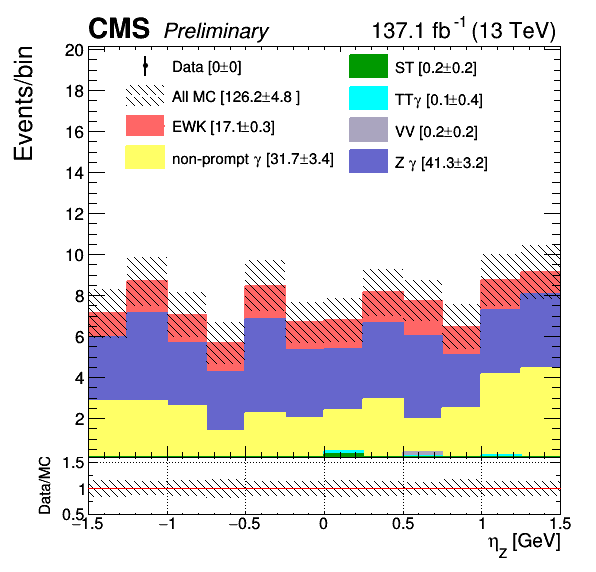 CMS Preliminary 137.1 fb⁻¹ (13 TeV)
Events/bin
20
18
16
14
12
10
8
6
4
2
Data [0±0]
All MC [126.2±4.8 ]
EWK [17.1±0.3]
non-prompt γ [31.7±3.4]
ST [0.2±0.2]
TTγ [0.1±0.4]
VV [0.2±0.2]
Z γ [41.3±3.2]
Data/MC
1.5
1
0.5
−1.5 −1 −0.5 0 0.5 1 1.5
η_Z [GeV]